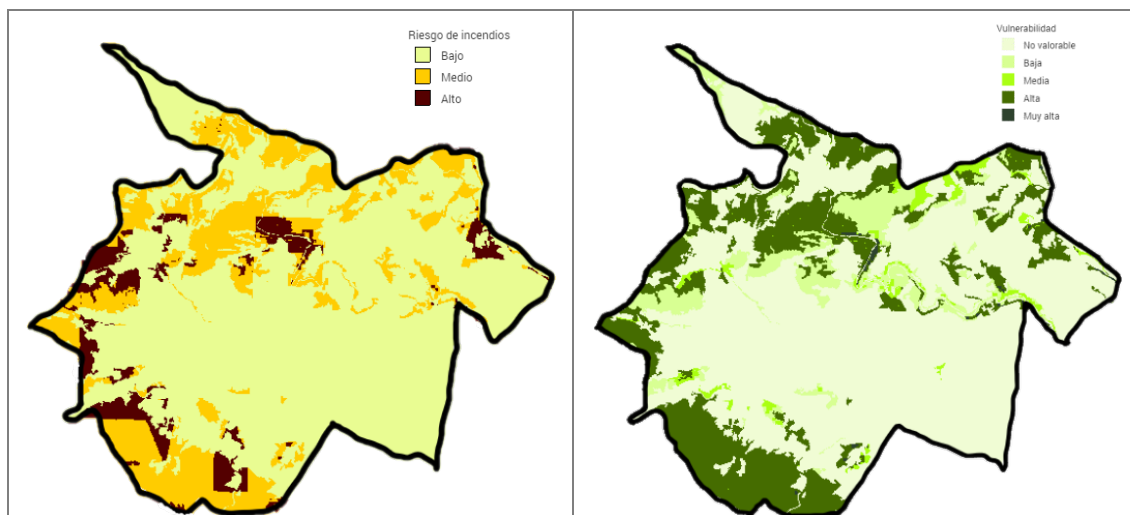 Riesgo de incendios
Bajo
Medio
Alto
Vulnerabilidad
No valorable
Baja
Media
Alta
Muy alta